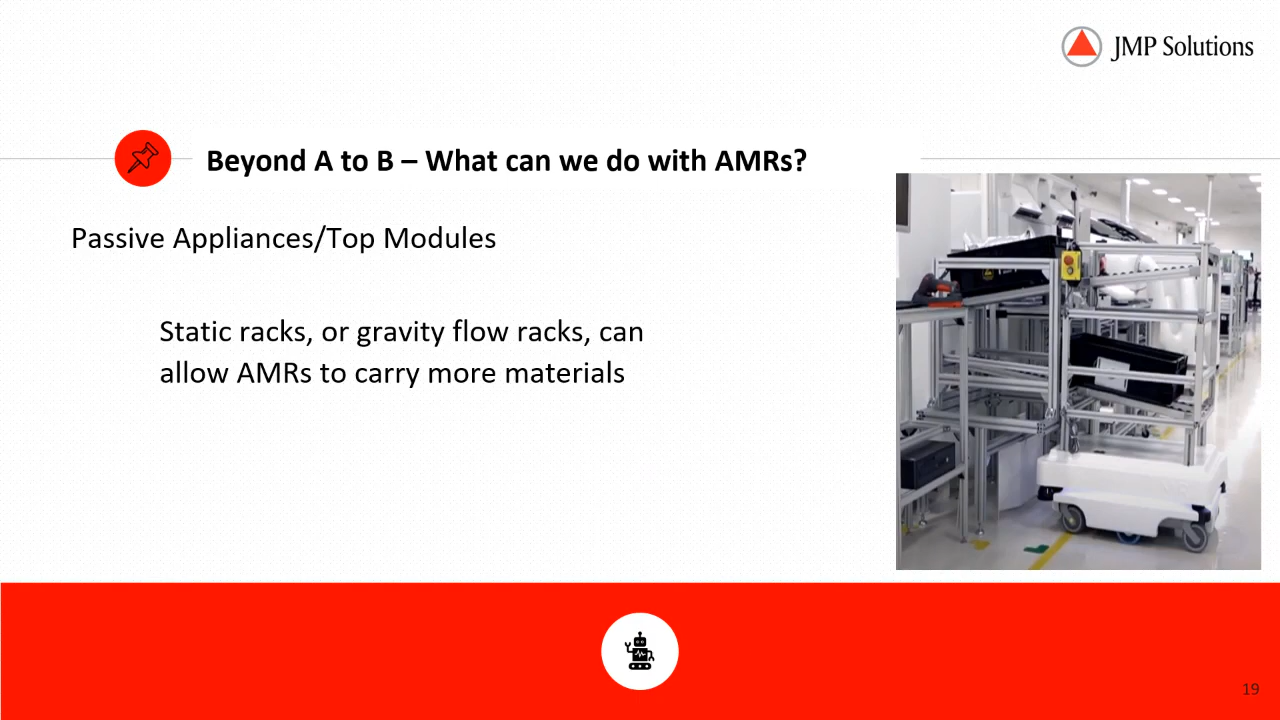 JMP Solutions
Beyond A to B – What can we do with AMRs?
Passive Appliances/Top Modules
Static racks, or gravity flow racks, can
allow AMRs to carry more materials
19